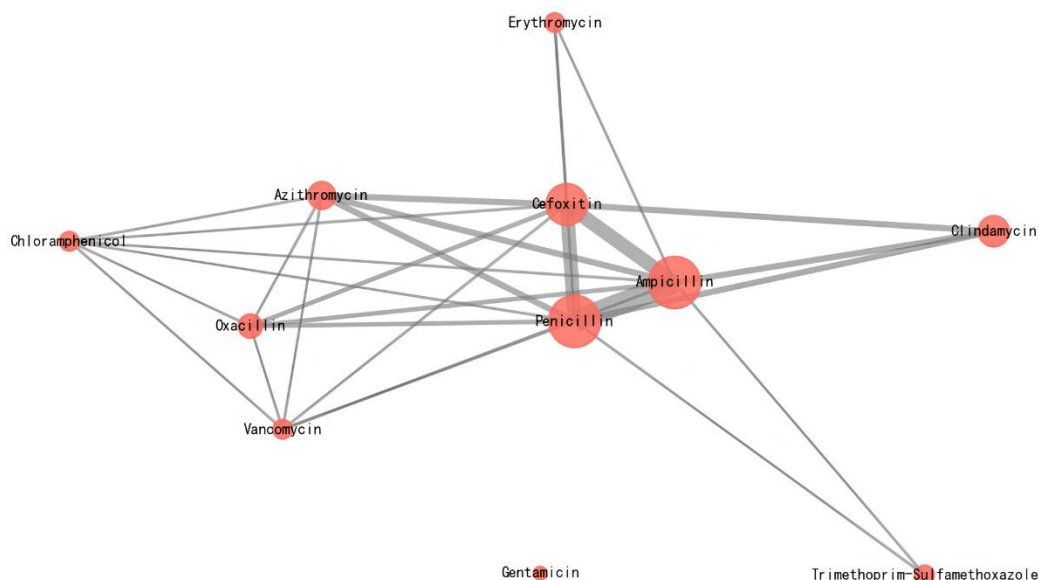 Erythromycin
Azithromycin
Cefoxitin
Clindamycin
Chloramphenicol
Ampicillin
Oxacillin
Penicillin
Vancomycin
Gentamicin
Trimethoprim-Sulfamethoxazole